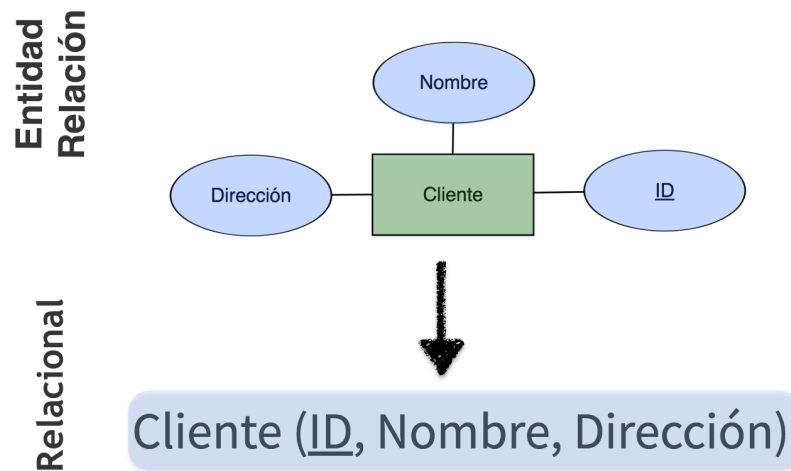 Entidad
Relación
Nombre
Dirección
Cliente
ID
Relacional
Cliente (ID, Nombre, Dirección)